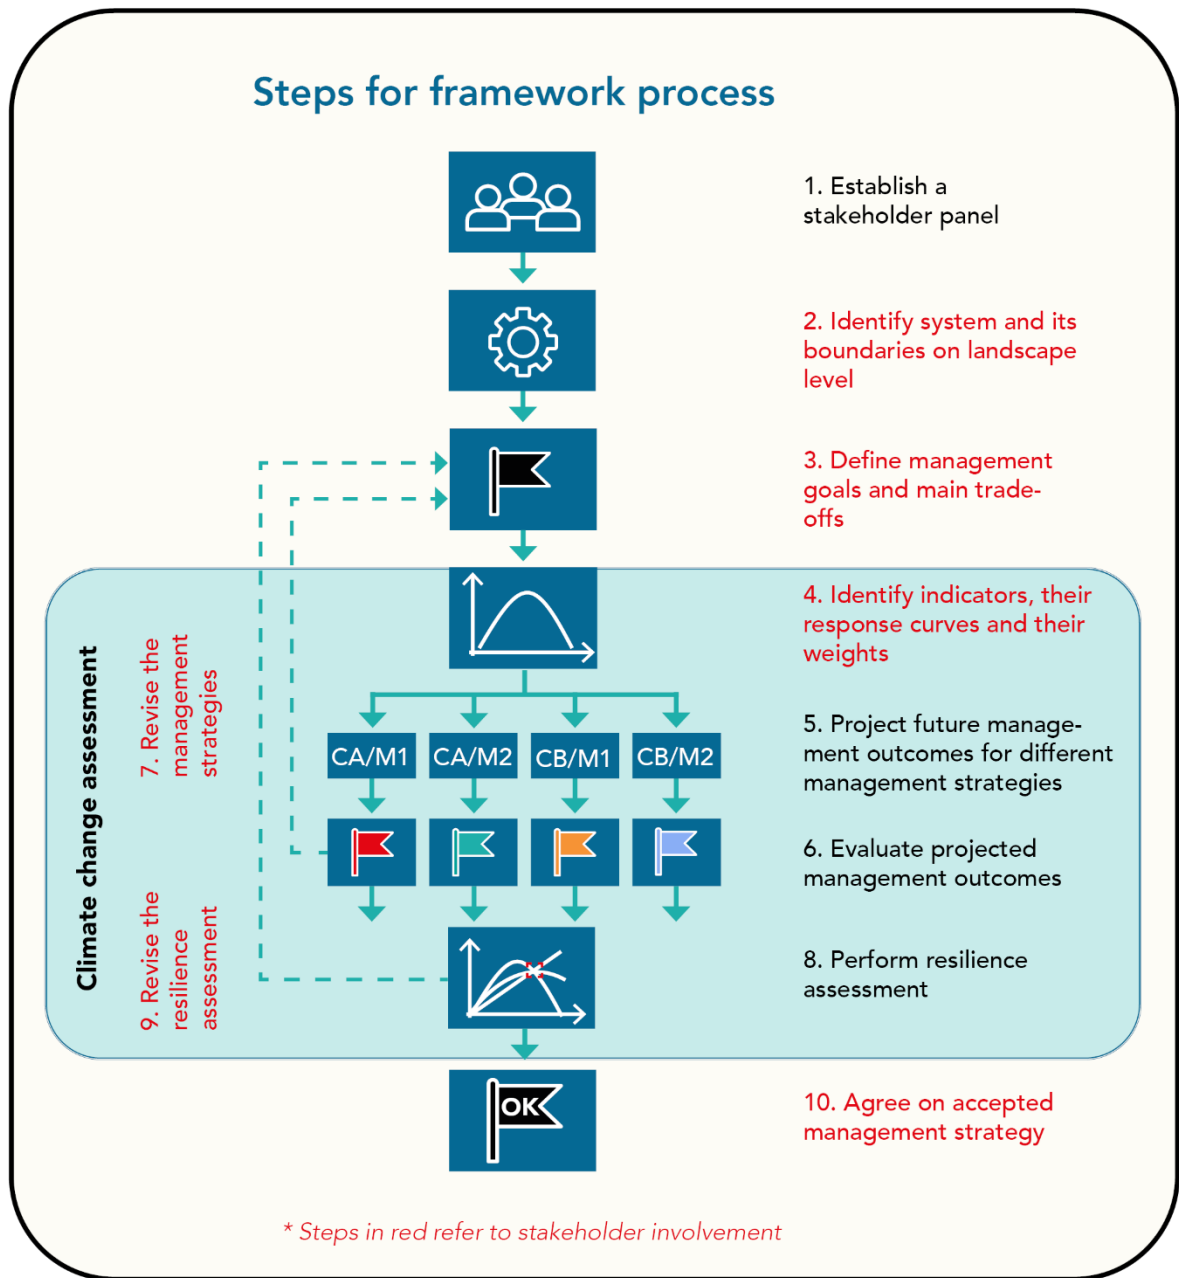 Steps for framework process
1. Establish a
stakeholder panel
2. Identify system and its
boundaries on landscape
level
3. Define management
goals and main trade-
offs
4. Identify indicators, their
response curves and their
weights
Climate change assessment
7. Revise the
management
strategies
CA/M1
CA/M2
CB/M1
CB/M2
5. Project future manage-
ment outcomes for different
management strategies
6. Evaluate projected
management outcomes
9. Revise the
resilience
assessment
8. Perform resilience
assessment
OK
10. Agree on accepted
management strategy
* Steps in red refer to stakeholder involvement